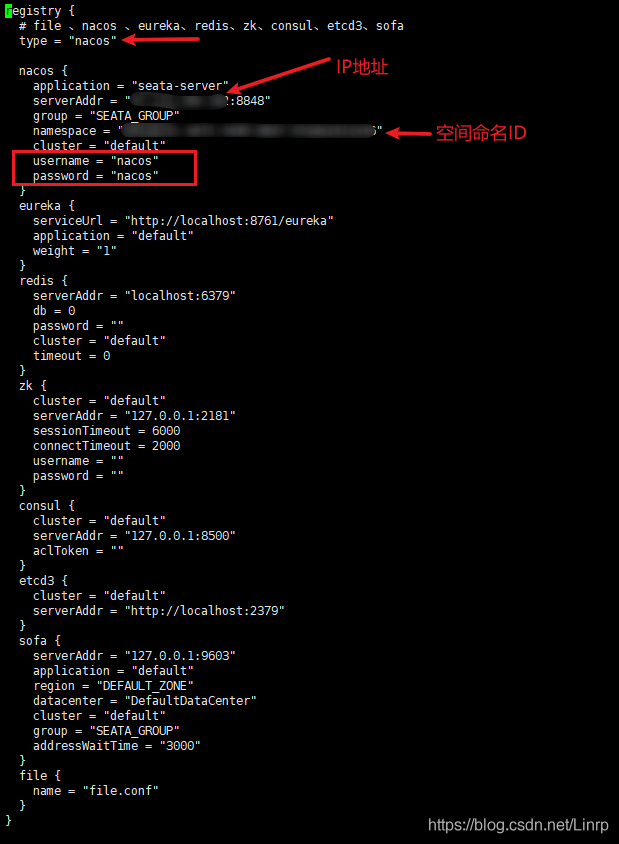 registry {
# file 、nacos 、eureka、redis、zk、consul、etcd3、sofa
type = "nacos"
nacos {
application = "seata-server"
IP地址
serverAddr = " :8848"
group = "SEATA_GROUP"
namespace = " "
空间命名ID
cluster = "default"
username = "nacos"
password = "nacos"
}
eureka {
serviceUrl = "http://localhost:8761/eureka"
application = "default"
weight = "1"
}
redis {
serverAddr = "localhost:6379"
db = 0
password = ""
cluster = "default"
timeout = 0
}
zk {
cluster = "default"
serverAddr = "127.0.0.1:2181"
sessionTimeout = 6000
connectTimeout = 2000
username = ""
password = ""
}
consul {
cluster = "default"
serverAddr = "127.0.0.1:8500"
aclToken = ""
}
etcd3 {
cluster = "default"
serverAddr = "http://localhost:2379"
}
sofa {
serverAddr = "127.0.0.1:9603"
application = "default"
region = "DEFAULT_ZONE"
datacenter = "DefaultDataCenter"
cluster = "default"
group = "SEATA_GROUP"
addressWaitTime = "3000"
}
file {
name = "file.conf"
}
}
https://blog.csdn.net/Linrp